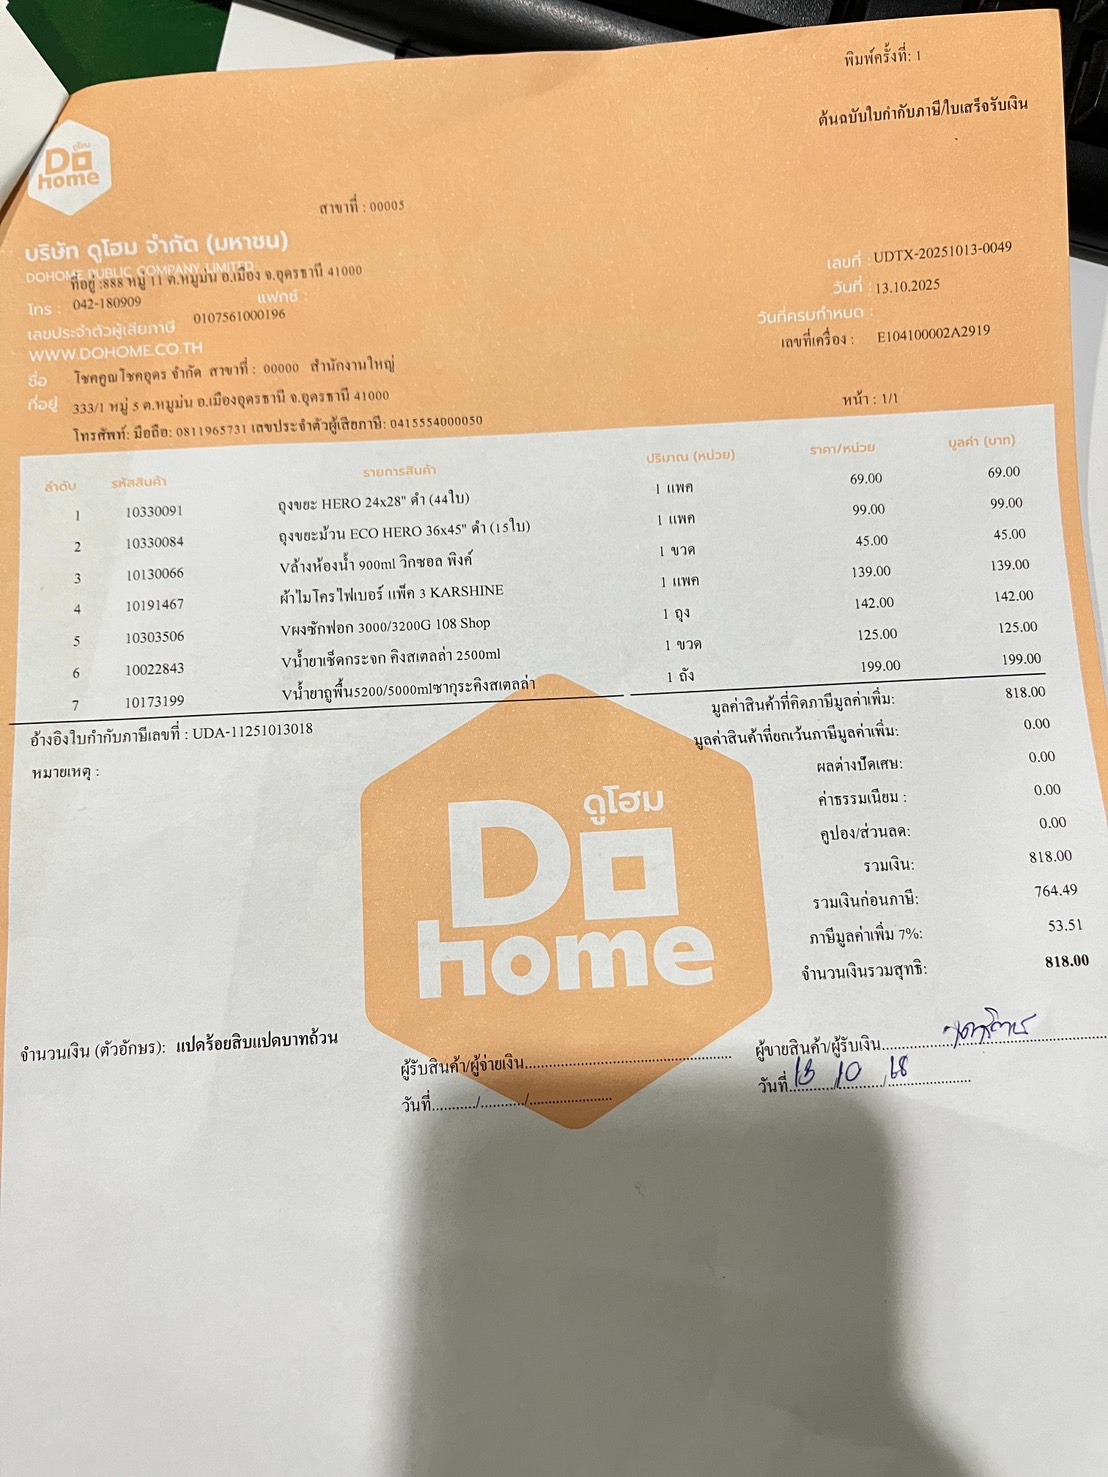 พิมพ์ครั้งที่: 1
ต้นฉบับใบกำกับภาษี/ใบเสร็จรับเงิน
ดูโฮม
Do
home
สาขาที่ : 00005
บริษัท ดูโฮม จำกัด (มหาชน)
DOHOME PUBLIC COMPANY LIMITED
ที่อยู่ :888 หมู่ 11 ต.หมูม่น อ.เมือง จ.อุดรธานี 41000
โทร : 042-180909 แฟกซ์ :
เลขประจำตัวผู้เสียภาษี 0107561000196
WWW.DOHOME.CO.TH
เลขที่ : UDTX-20251013-0049
วันที่ : 13.10.2025
วันที่ครบกำหนด :
เลขที่เครื่อง : E104100002A2919
ชื่อ โชคคูณโชคอุดร จำกัด สาขาที่ : 00000 สำนักงานใหญ่
ที่อยู่ 333/1 หมู่ 5 ต.หมูม่น อ.เมืองอุดรธานี จ.อุดรธานี 41000
โทรศัพท์: มือถือ: 0811965731 เลขประจำตัวผู้เสียภาษี: 0415554000050
หน้า : 1/1
ลำดับ รหัสสินค้า รายการสินค้า ปริมาณ (หน่วย) ราคา/หน่วย มูลค่า (บาท)
1 10330091 ถุงขยะ HERO 24x28" ดำ (44ใบ) 1 แพค 69.00 69.00
2 10330084 ถุงขยะม้วน ECO HERO 36x45" ดำ (15ใบ) 1 แพค 99.00 99.00
3 10130066 Vล้างห้องน้ำ 900ml วิกซอล พิงค์ 1 ขวด 45.00 45.00
4 10191467 ผ้าไมโครไฟเบอร์ แพ็ค 3 KARSHINE 1 แพค 139.00 139.00
5 10303506 Vผงซักฟอก 3000/3200G 108 Shop 1 ถุง 142.00 142.00
6 10022843 Vน้ำยาเช็ดกระจก คิงสเตลล่า 2500ml 1 ขวด 125.00 125.00
7 10173199 Vน้ำยาถูพื้น5200/5000mlซากุระคิงสเตลล่า 1 ถัง 199.00 199.00
อ้างอิงใบกำกับภาษีเลขที่ : UDA-11251013018
หมายเหตุ :
มูลค่าสินค้าที่คิดภาษีมูลค่าเพิ่ม: 818.00
มูลค่าสินค้าที่ยกเว้นภาษีมูลค่าเพิ่ม: 0.00
ผลต่างปัดเศษ: 0.00
ค่าธรรมเนียม : 0.00
คูปอง/ส่วนลด: 0.00
รวมเงิน: 818.00
รวมเงินก่อนภาษี: 764.49
ภาษีมูลค่าเพิ่ม 7%: 53.51
จำนวนเงินรวมสุทธิ: 818.00
ดูโฮม
Do
home
จำนวนเงิน (ตัวอักษร): แปดร้อยสิบแปดบาทถ้วน
ผู้รับสินค้า/ผู้จ่ายเงิน
วันที่.........../.........../
ผู้ขายสินค้า/ผู้รับเงิน
วันที่ 13 / 10 / 68